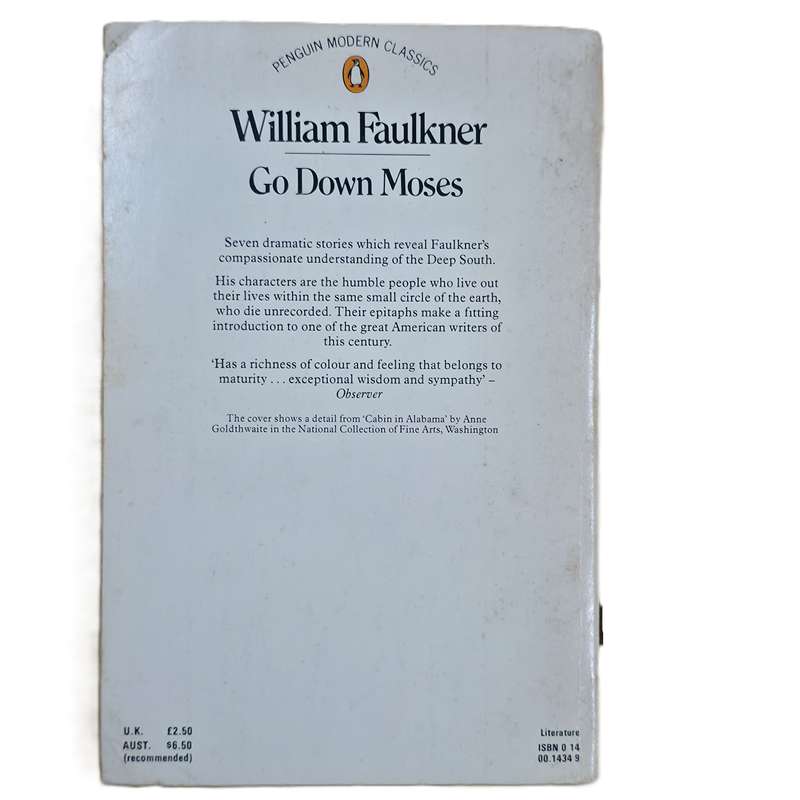 PENGUIN MODERN CLASSICS
William Faulkner
Go Down Moses
Seven dramatic stories which reveal Faulkner's
compassionate understanding of the Deep South.
His characters are the humble people who live out
their lives within the same small circle of the earth,
who die unrecorded. Their epitaphs make a fitting
introduction to one of the great American writers of
this century.
‘Has a richness of colour and feeling that belongs to
maturity . . . exceptional wisdom and sympathy’ –
Observer
The cover shows a detail from ‘Cabin in Alabama’ by Anne
Goldthwaite in the National Collection of Fine Arts, Washington
U.K. £2.50
AUST. $6.50
(recommended)
Literature
ISBN 0 14
00.1434 9